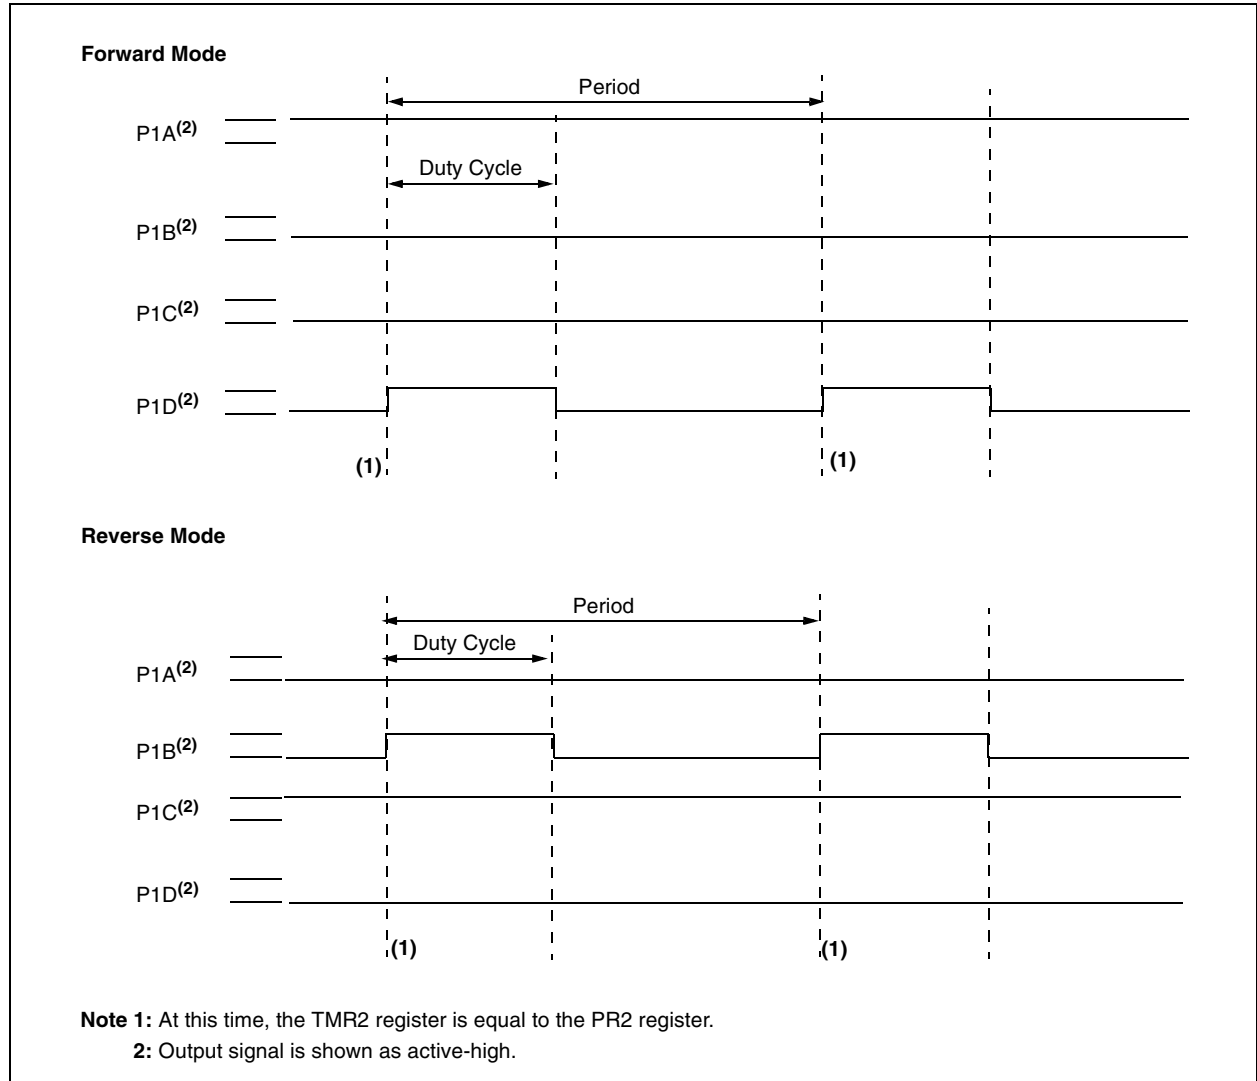 Forward Mode
Period
P1A(2)
Duty Cycle
P1B(2)
P1C(2)
P1D(2)
(1)
(1)
Reverse Mode
Period
Duty Cycle
P1A(2)
P1B(2)
P1C(2)
P1D(2)
(1)
(1)
Note 1: At this time, the TMR2 register is equal to the PR2 register.
2: Output signal is shown as active-high.